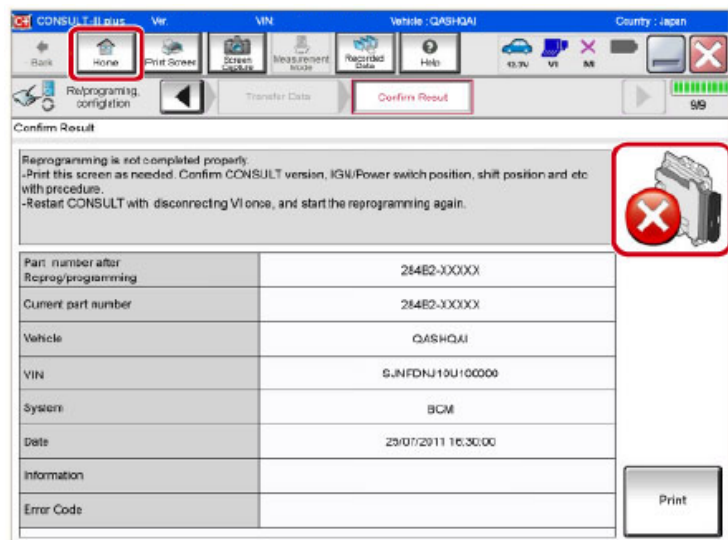 CONSULT-III plus Ver. VIN: Vehicle : QASHQAI Country : Japan
Back Home Print Screen Screen Capture Measurement Mode Recorded Data Help 12.3V VI MI
Re/programing, configration Transfer Data Confirm Result 9/9
Confirm Result
Reprogramming is not completed properly.
-Print this screen as needed. Confirm CONSULT version, IGN/Power switch position, shift position and etc
with procedure.
-Restart CONSULT with disconnecting VI once, and start the reprogramming again.
Part number after
Reprog/programming
284B2-XXXXX
Current part number 284B2-XXXXX
Vehicle QASHQAI
VIN
System BCM
Date 25/07/2011 16:30:00
Information
Error Code
Print